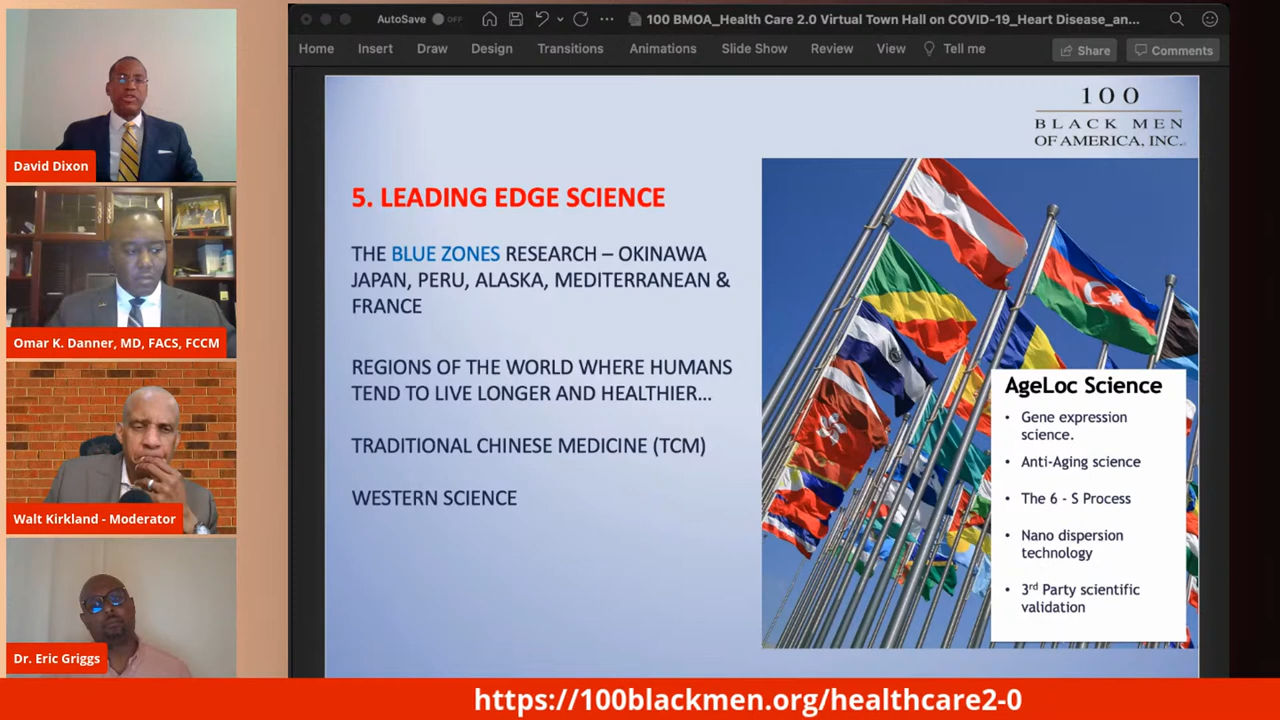 AutoSave
OFF
100 BMOA_Health Care 2.0 Virtual Town Hall on COVID-19_Heart Disease_an...
Home
Insert
Draw
Design
Transitions
Animations
Slide Show
Review
View
Tell me
Share
Comments
David Dixon
Omar K. Danner, MD, FACS, FCCM
Walt Kirkland - Moderator
Dr. Eric Griggs
100
BLACK MEN
OF AMERICA, INC.
5. LEADING EDGE SCIENCE
THE BLUE ZONES RESEARCH – OKINAWA
JAPAN, PERU, ALASKA, MEDITERRANEAN &
FRANCE
REGIONS OF THE WORLD WHERE HUMANS
TEND TO LIVE LONGER AND HEALTHIER...
TRADITIONAL CHINESE MEDICINE (TCM)
WESTERN SCIENCE
AgeLoc Science
• Gene expression
science.
• Anti-Aging science
• The 6 - S Process
• Nano dispersion
technology
• 3rd Party scientific
validation
https://100blackmen.org/healthcare2-0